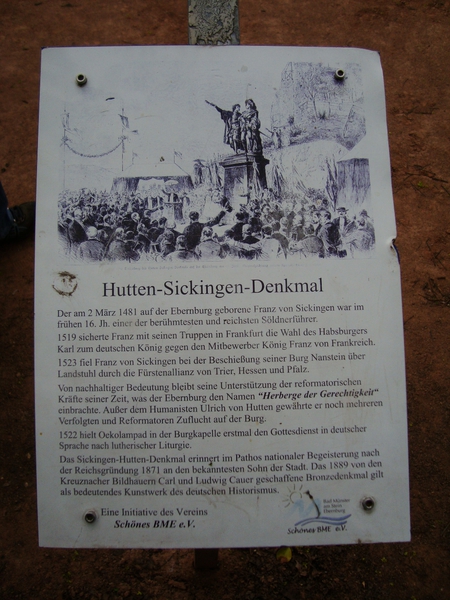 Hutten-Sickingen-Denkmal
Der am 2 März 1481 auf der Ebernburg geborene Franz von Sickingen war im
frühen 16. Jh. einer der berühmtesten und reichsten Söldnerführer.
1519 sicherte Franz mit seinen Truppen in Frankfurt die Wahl des Habsburgers
Karl zum deutschen König gegen den Mitbewerber König Franz von Frankreich.
1523 fiel Franz von Sickingen bei der Beschießung seiner Burg Nanstein über
Landstuhl durch die Fürstenallianz von Trier, Hessen und Pfalz.
Von nachhaltiger Bedeutung bleibt seine Unterstützung der reformatorischen
Kräfte seiner Zeit, was der Ebernburg den Namen "Herberge der Gerechtigkeit"
einbrachte. Außer dem Humanisten Ulrich von Hutten gewährte er noch mehreren
Verfolgten und Reformatoren Zuflucht auf der Burg.
1522 hielt Oekolampad in der Burgkapelle erstmal den Gottesdienst in deutscher
Sprache nach lutherischer Liturgie.
Das Sickingen-Hutten-Denkmal erinnert im Pathos nationaler Begeisterung nach
der Reichsgründung 1871 an den bekanntesten Sohn der Stadt. Das 1889 von den
Kreuznacher Bildhauern Carl und Ludwig Cauer geschaffene Bronzedenkmal gilt
als bedeutendes Kunstwerk des deutschen Historismus.
Eine Initiative des Vereins
Schönes BME e.V.
Bad Münster
am Stein
Ebernburg
Schönes BME e.V.